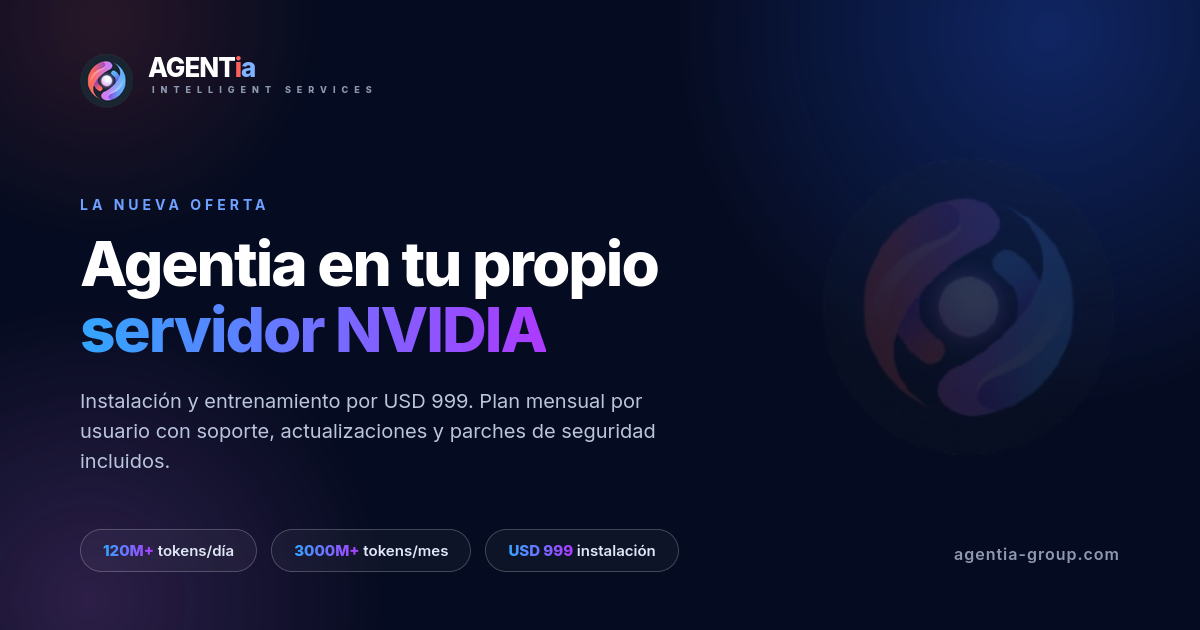 AGENTia
INTELLIGENT SERVICES
LA NUEVA OFERTA
Agentia en tu propio
servidor NVIDIA
Instalación y entrenamiento por USD 999. Plan mensual por
usuario con soporte, actualizaciones y parches de seguridad
incluidos.
120M+ tokens/día
3000M+ tokens/mes
USD 999 instalación
agentia-group.com